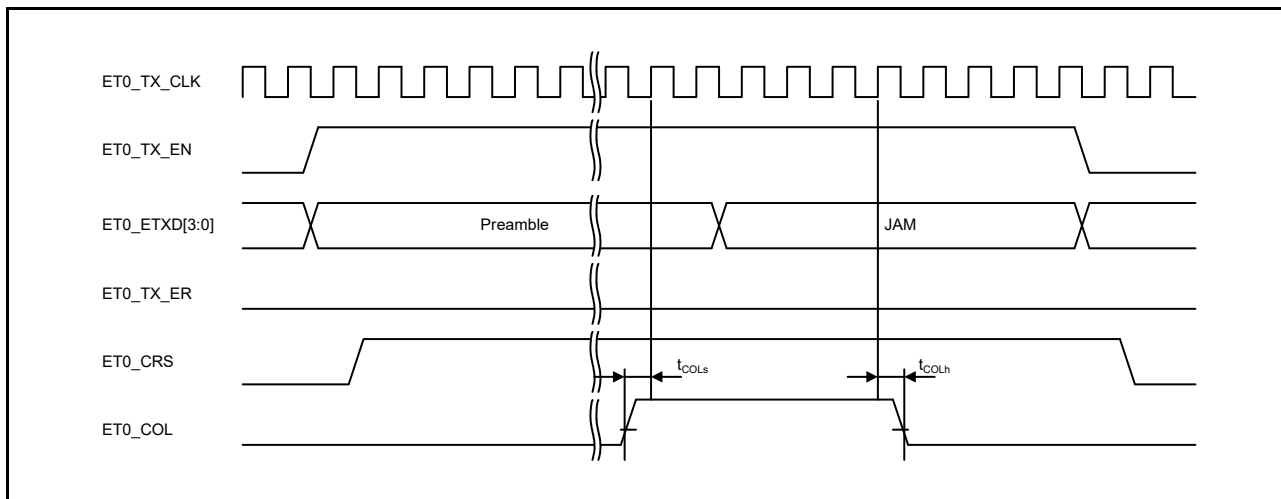 ET0_TX_CLK
ET0_TX_EN
ET0_ETXD[3:0]
Preamble
JAM
ET0_TX_ER
ET0_CRS
tCOLs
tCOLh
ET0_COL